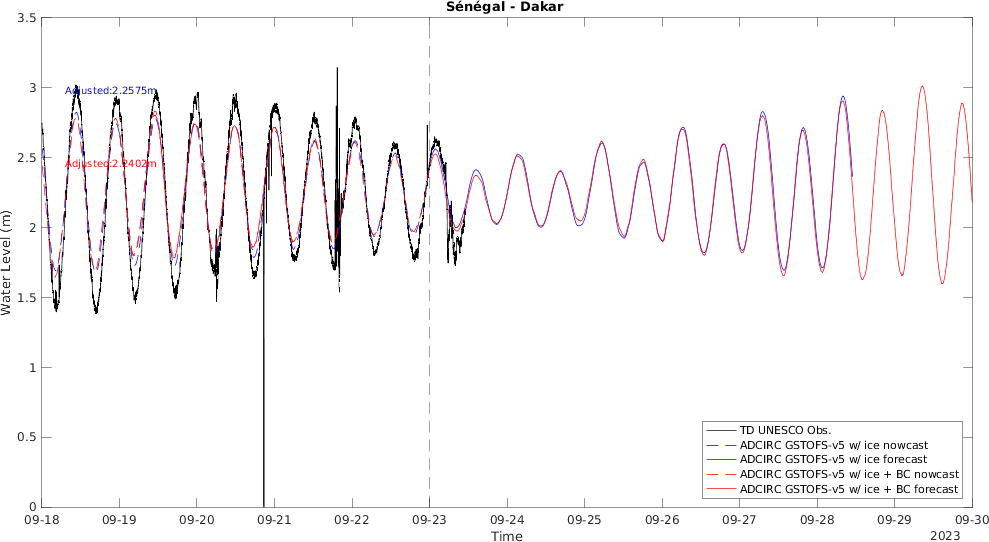 Sénégal - Dakar
3.5
3
2.5
2
1.5
1
0.5
0
Water Level (m)
Adjusted:2.2575m
Adjusted:2.2402m
TD UNESCO Obs.
ADCIRC GSTOFS-v5 w/ ice nowcast
ADCIRC GSTOFS-v5 w/ ice forecast
ADCIRC GSTOFS-v5 w/ ice + BC nowcast
ADCIRC GSTOFS-v5 w/ ice + BC forecast
09-18 09-19 09-20 09-21 09-22 09-23 09-24 09-25 09-26 09-27 09-28 09-29 09-30
Time
2023